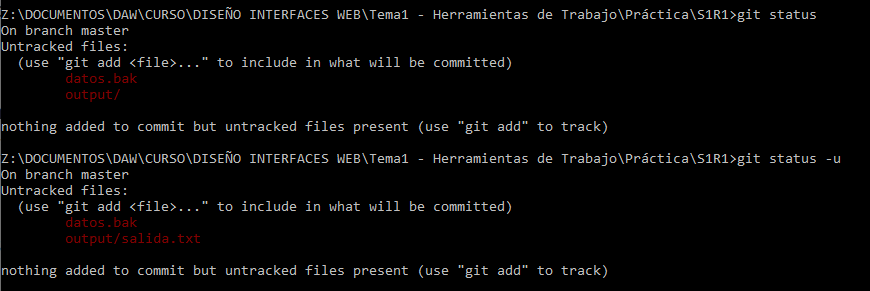 Z:\DOCUMENTOS\DAW\CURSO\DISEÑO INTERFACES WEB\Tema1 - Herramientas de Trabajo\Práctica\S1R1>git status
On branch master
Untracked files:
  (use "git add <file>..." to include in what will be committed)
        datos.bak
        output/

nothing added to commit but untracked files present (use "git add" to track)

Z:\DOCUMENTOS\DAW\CURSO\DISEÑO INTERFACES WEB\Tema1 - Herramientas de Trabajo\Práctica\S1R1>git status -u
On branch master
Untracked files:
  (use "git add <file>..." to include in what will be committed)
        datos.bak
        output/salida.txt

nothing added to commit but untracked files present (use "git add" to track)